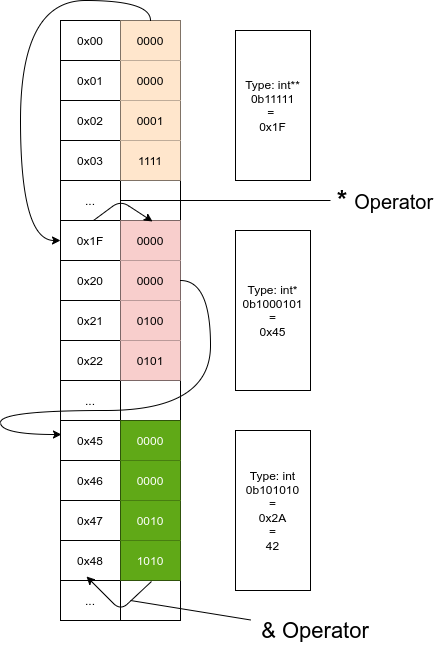 0x00 0000
0x01 0000
0x02 0001
0x03 1111
Type: int**
0b11111
=
0x1F
...
* Operator
0x1F 0000
0x20 0000
0x21 0100
0x22 0101
Type: int*
0b1000101
=
0x45
...
0x45 0000
0x46 0000
0x47 0010
0x48 1010
Type: int
0b101010
=
0x2A
=
42
...
& Operator